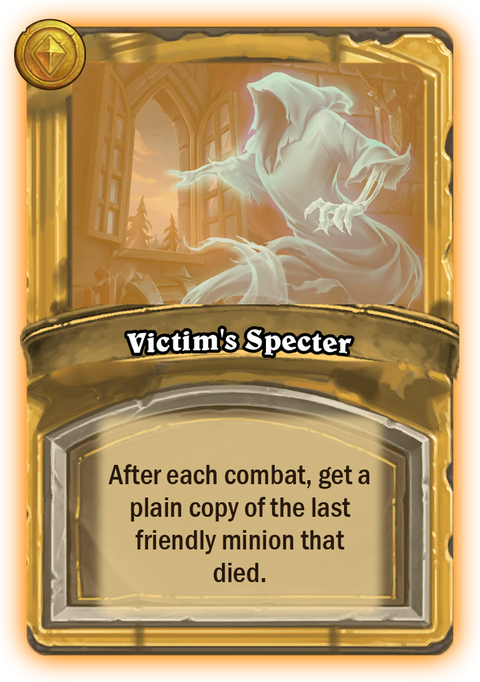 Victim's Specter
After each combat, get a
plain copy of the last
friendly minion that
died.